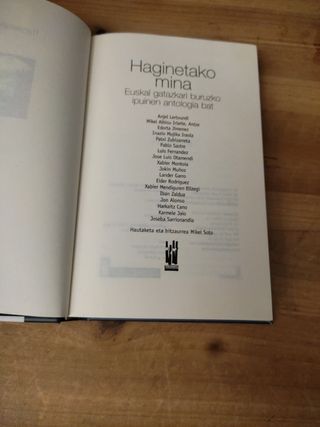 Haginetako
mina
Euskal gatazkari buruzko
ipuinen antologia bat
Anjel Lertxundi
Mikel Albisu Iriarte, Antza
Edorta Jimenez
Inazio Mujika Iraola
Patxi Zubizarreta
Pablo Sastre
Luis Fernandez
Jose Luis Otamendi
Xabier Montoia
Jokin Muñoz
Lander Garro
Eider Rodriguez
Xabier Mendiguren Elizegi
Iban Zaldua
Jon Alonso
Harkaitz Cano
Karmele Jaio
Joseba Sarrionandia
Hautaketa eta hitzaurrea Mikel Soto